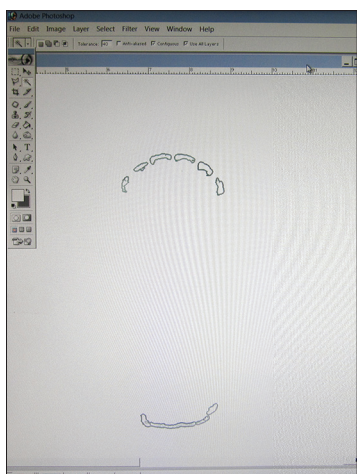 Adobe Photoshop
File Edit Image Layer Select Filter View Window Help
Tolerance: Anti-aliased Contiguous Use All Layers